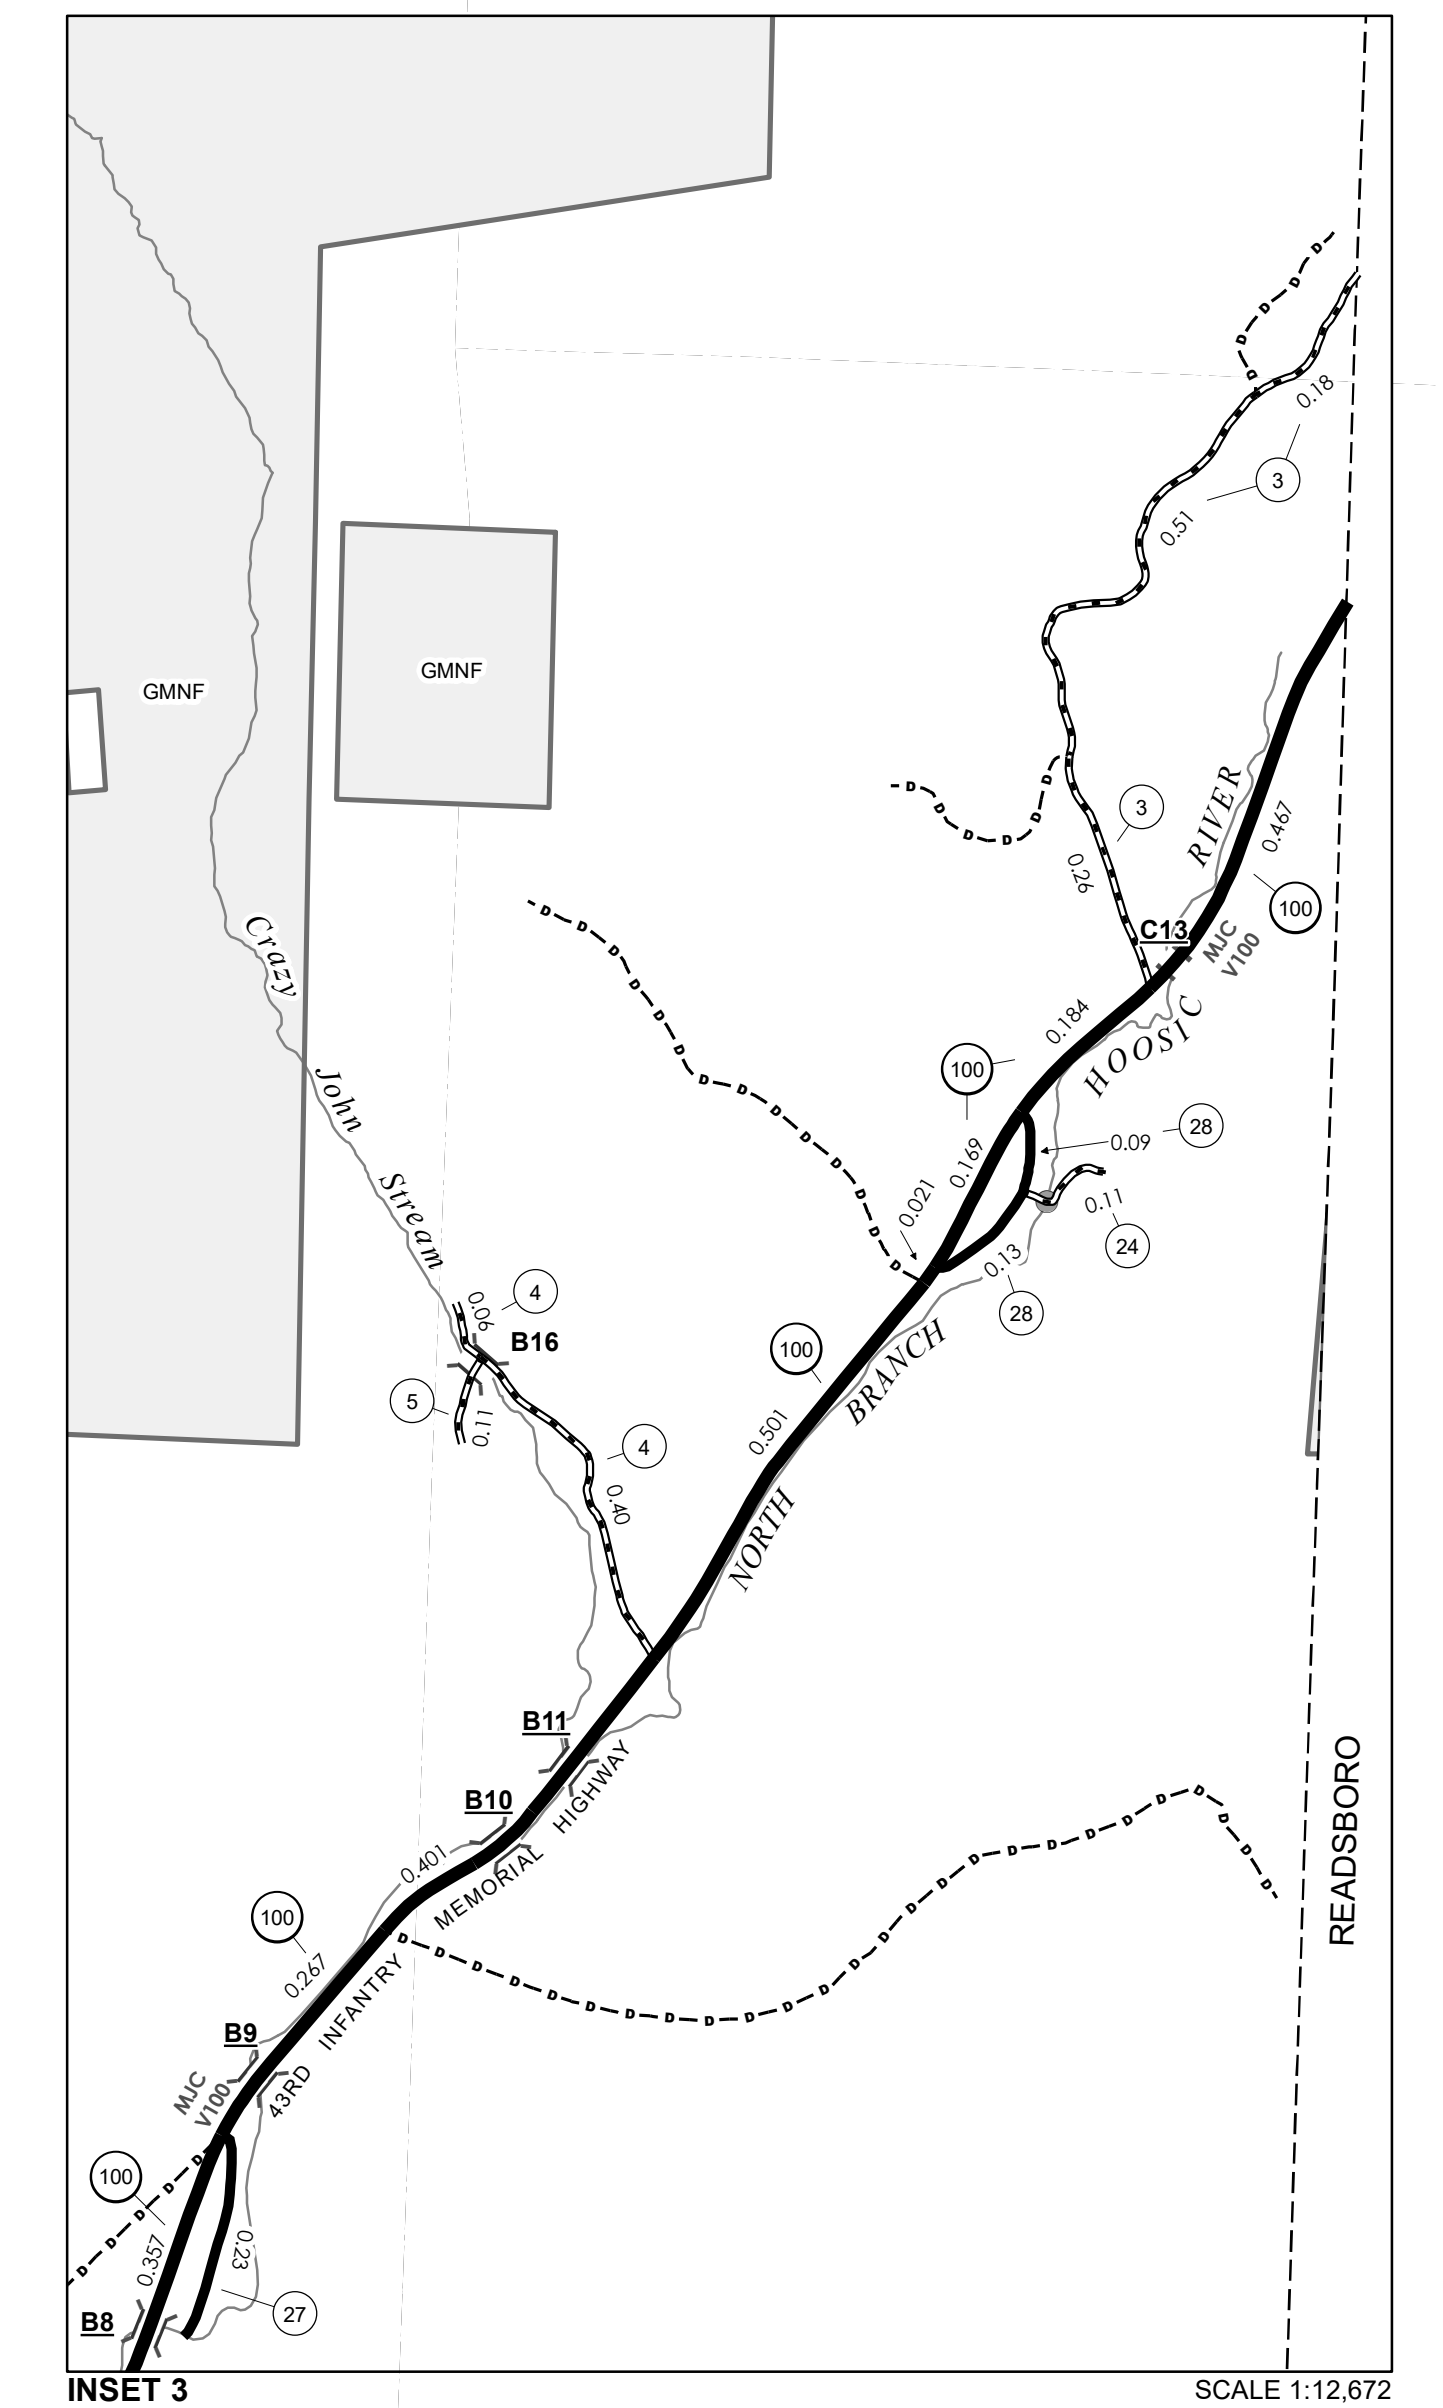 D D D D D
0.18
3
0.51
GMNF
GMNF
RIVER
0.467
3
D D D D D D
0.26
100
C13
MJC
V100
Crazy
D D D D D D D D D D D D D D
0.184
HOOSIC
100
John
28
0.09
0.169
0.021
0.11
24
Stream
0.13
28
4
0.06
B16
100
BRANCH
5
0.11
0.501
4
0.40
NORTH
B11
HIGHWAY
B10
READSBORO
0.401
MEMORIAL
100
D D D D D D D D D D D D D D D D D D D D D D D D
0.267
INFANTRY
B9
43RD
MJC
V100
100
D D D D D
0.357
0.23
27
B8
INSET 3
SCALE 1:12,672